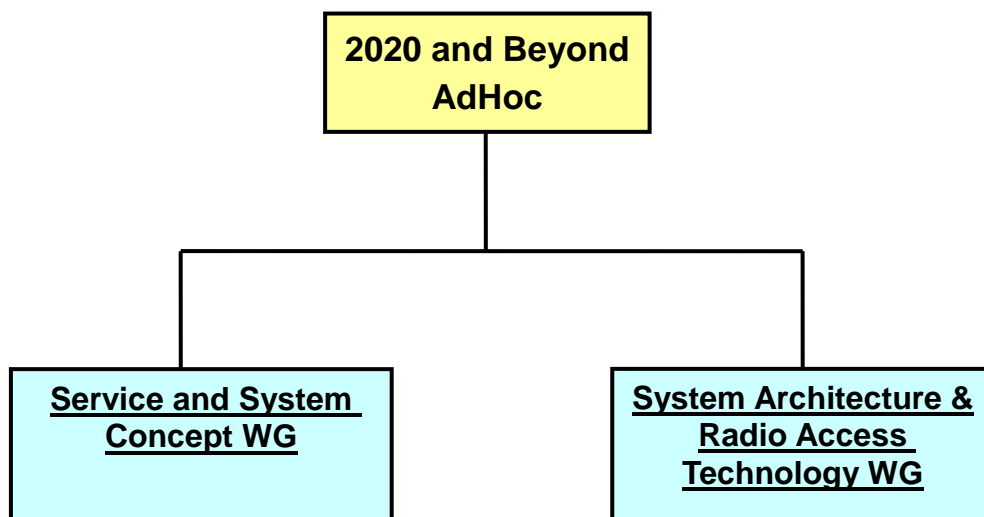 2020 and Beyond
AdHoc
Service and System
Concept WG
System Architecture &
Radio Access
Technology WG